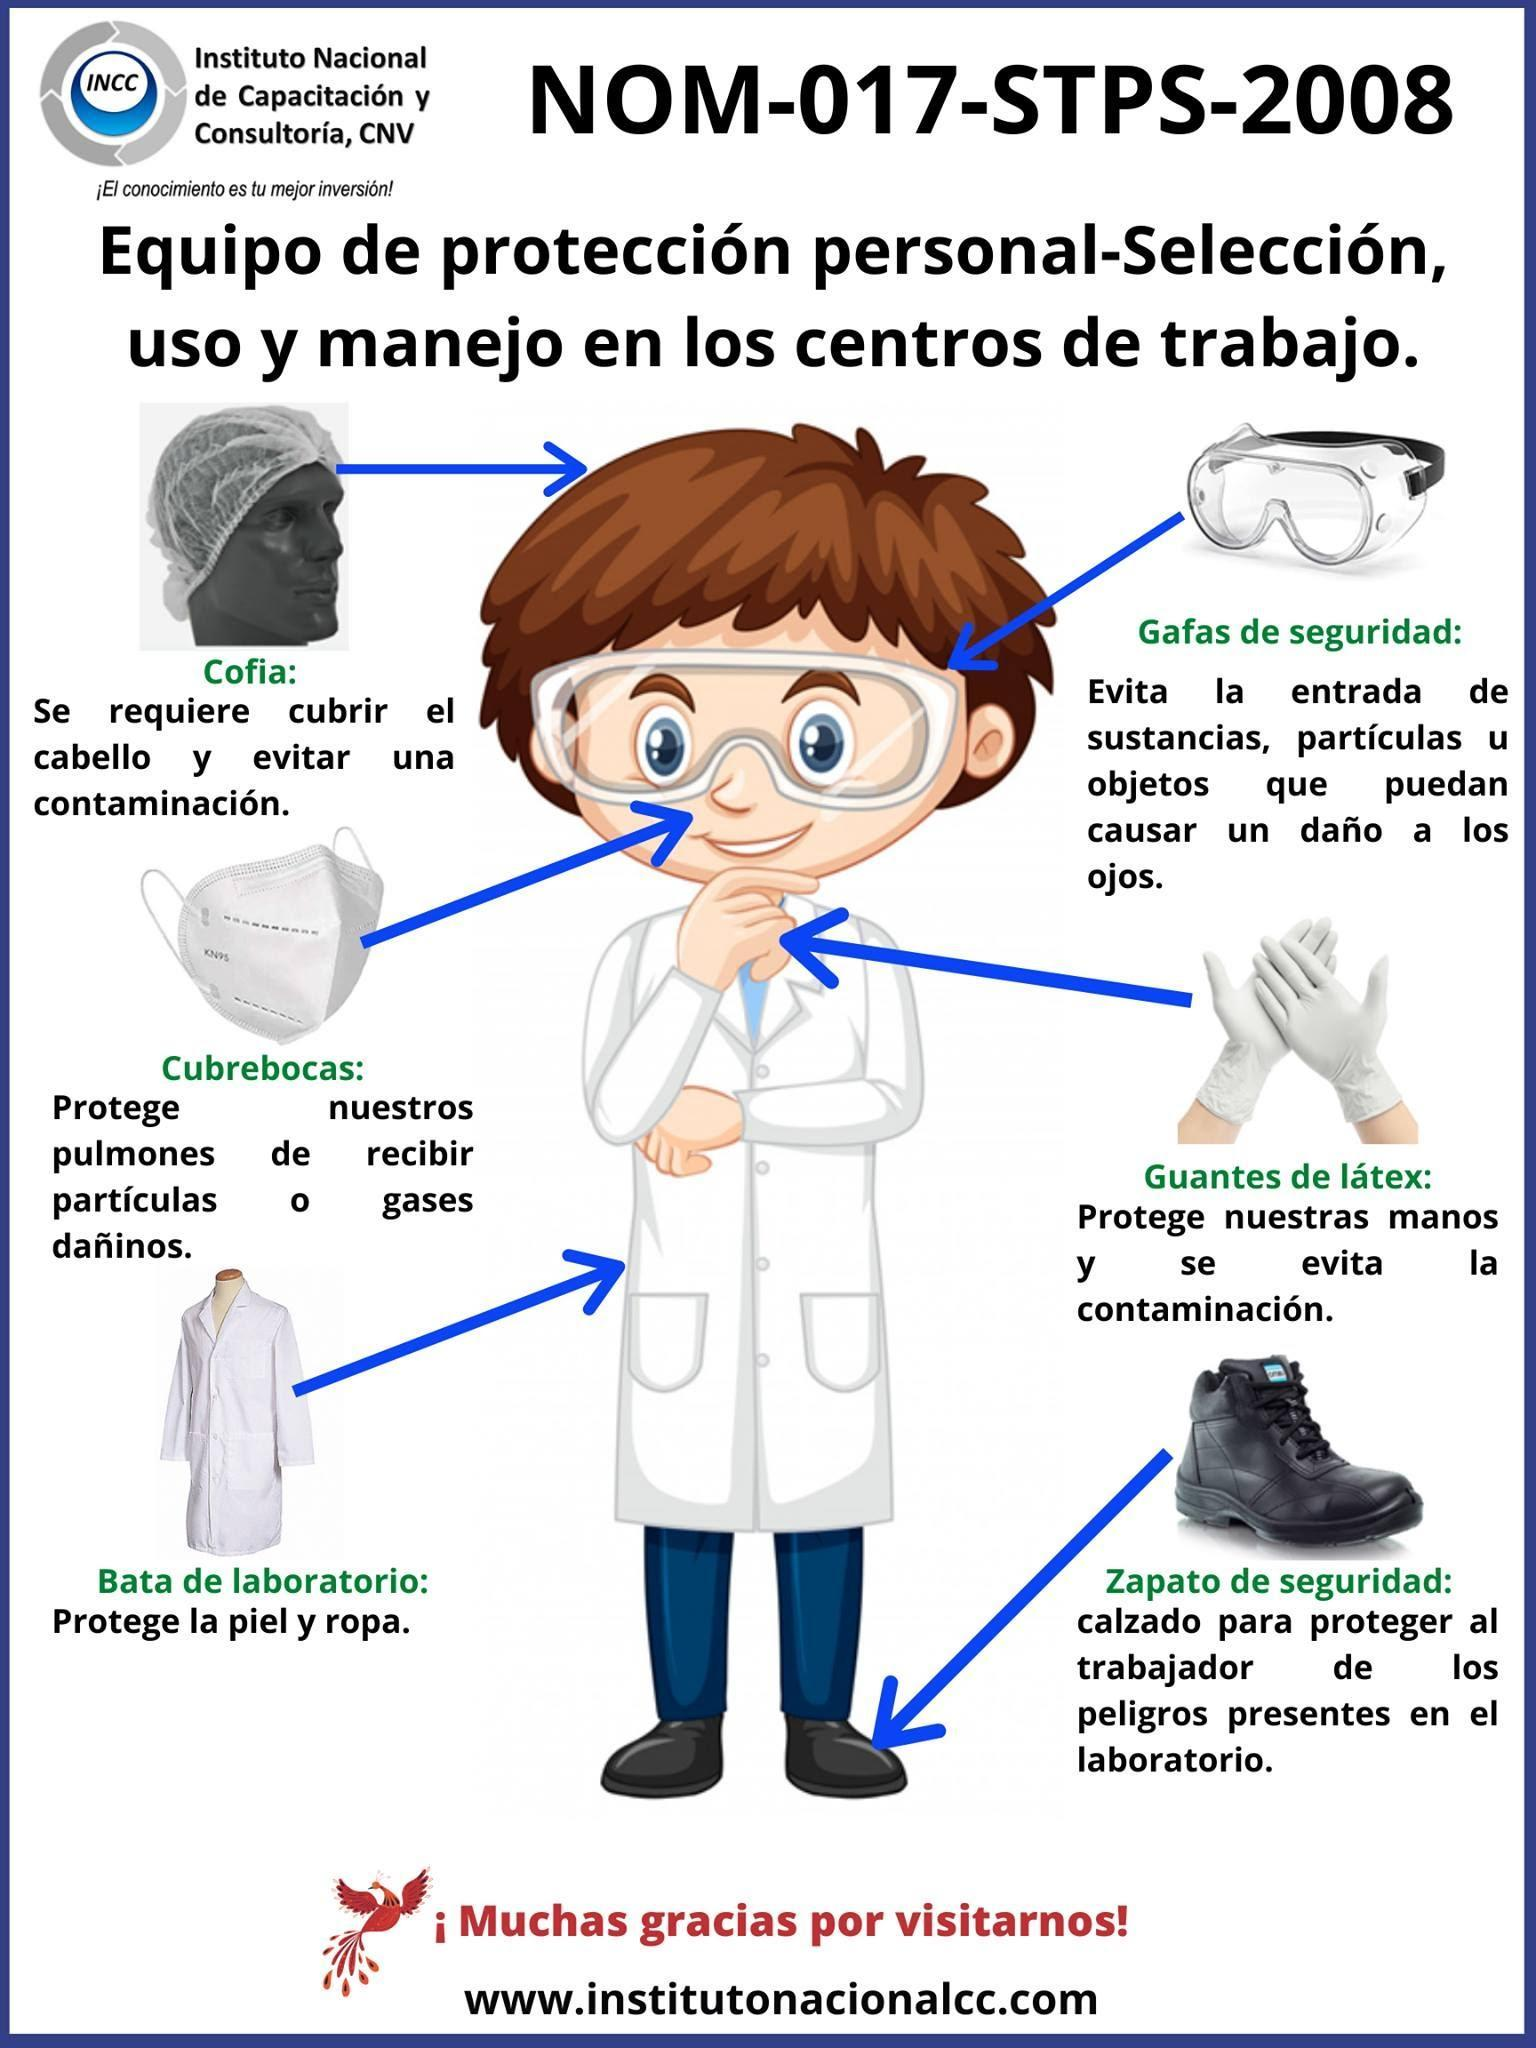 INCC
Instituto Nacional
de Capacitación y
Consultoría, CNV
¡El conocimiento es tu mejor inversión!
NOM-017-STPS-2008
Equipo de protección personal-Selección,
uso y manejo en los centros de trabajo.
Cofia:
Se requiere cubrir el
cabello y evitar una
contaminación.
KN95
Cubrebocas:
Protege nuestros
pulmones de recibir
partículas o gases
dañinos.
Bata de laboratorio:
Protege la piel y ropa.
Gafas de seguridad:
Evita la entrada de
sustancias, partículas u
objetos que puedan
causar un daño a los
ojos.
Guantes de látex:
Protege nuestras manos
y se evita la
contaminación.
Zapato de seguridad:
calzado para proteger al
trabajador de los
peligros presentes en el
laboratorio.
¡ Muchas gracias por visitarnos!
www.institutonacionalcc.com